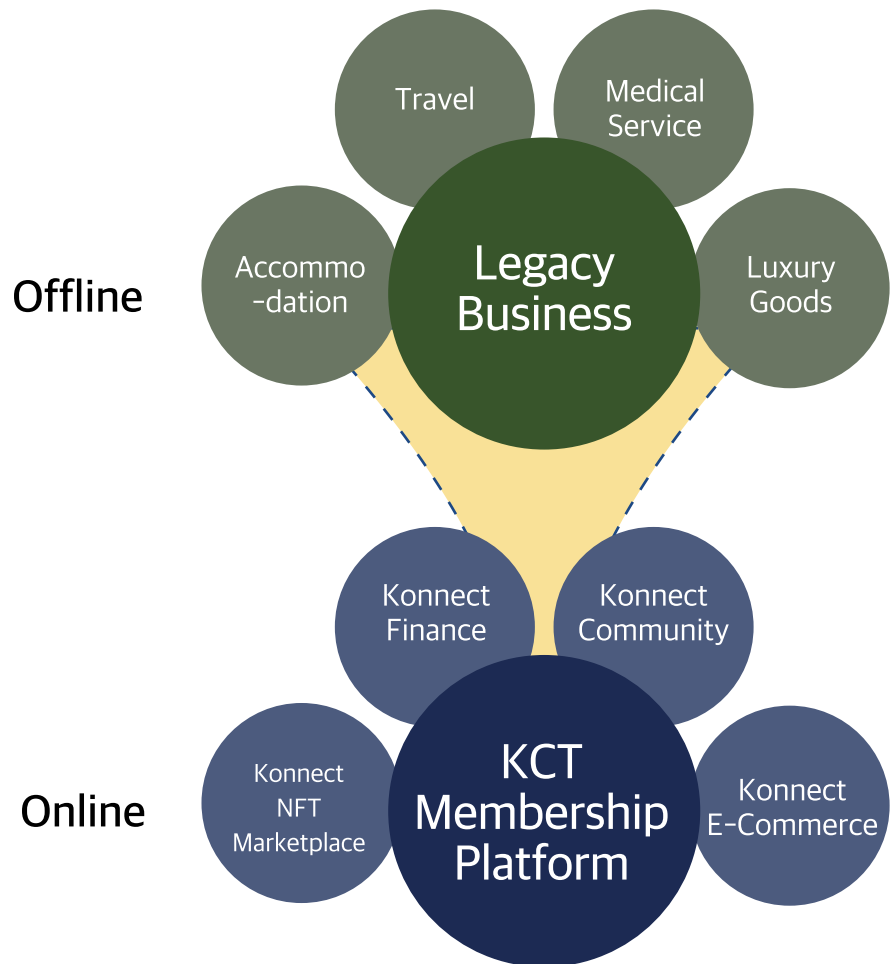 Travel
Medical
Service
Offline
Accommo
-dation
Legacy
Business
Luxury
Goods
Konnect
Finance
Konnect
Community
Online
Konnect
NFT
Marketplace
KCT
Membership
Platform
Konnect
E-Commerce